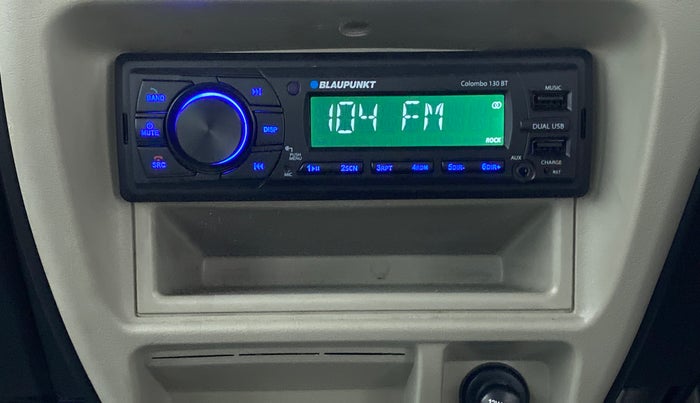 BLAUPUNKT
Colombo 130 BT
MUSIC
BAND
MUTE
DISP
SRC
PUSH MENU
MIC
104 FM
ROCK
DUAL USB
AUX
CHARGE
RST
2SCN 3RPT 4RDM 5DIR- 6DIR+